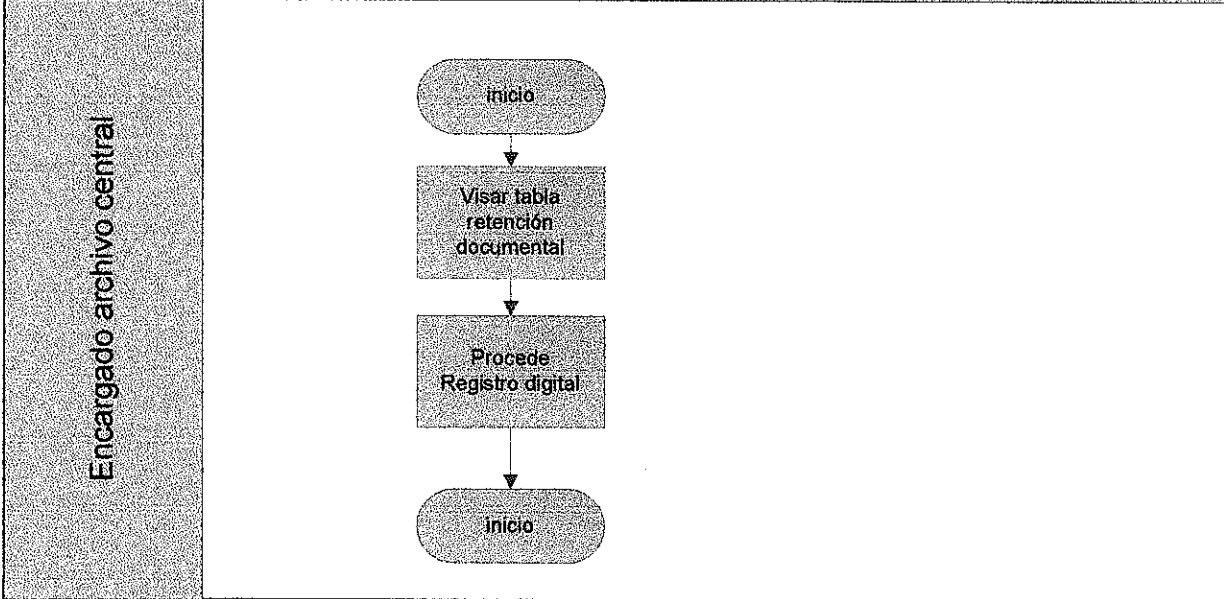 Encargado archivo central
inicio
Visar tabla
retención
documental
Procede
Registro digital
inicio